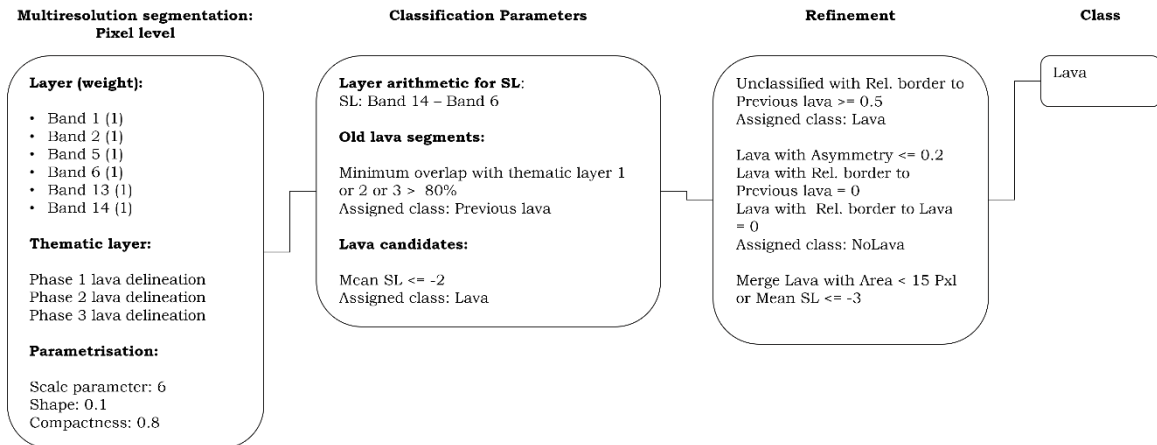 Multiresolution segmentation:
Pixel level
Layer (weight):
• Band 1 (1)
• Band 2 (1)
• Band 5 (1)
• Band 6 (1)
• Band 13 (1)
• Band 14 (1)
Thematic layer:
Phase 1 lava delineation
Phase 2 lava delineation
Phase 3 lava delineation
Parametrisation:
Scale parameter: 6
Shape: 0.1
Compactness: 0.8
Classification Parameters
Layer arithmetic for SL:
SL: Band 14 – Band 6
Old lava segments:
Minimum overlap with thematic layer 1
or 2 or 3 > 80%
Assigned class: Previous lava
Lava candidates:
Mean SL <= -2
Assigned class: Lava
Refinement
Unclassified with Rel. border to
Previous lava >= 0.5
Assigned class: Lava
Lava with Asymmetry <= 0.2
Lava with Rel. border to
Previous lava = 0
Lava with Rel. border to Lava
= 0
Assigned class: NoLava
Merge Lava with Area < 15 Pxl
or Mean SL <= -3
Class
Lava